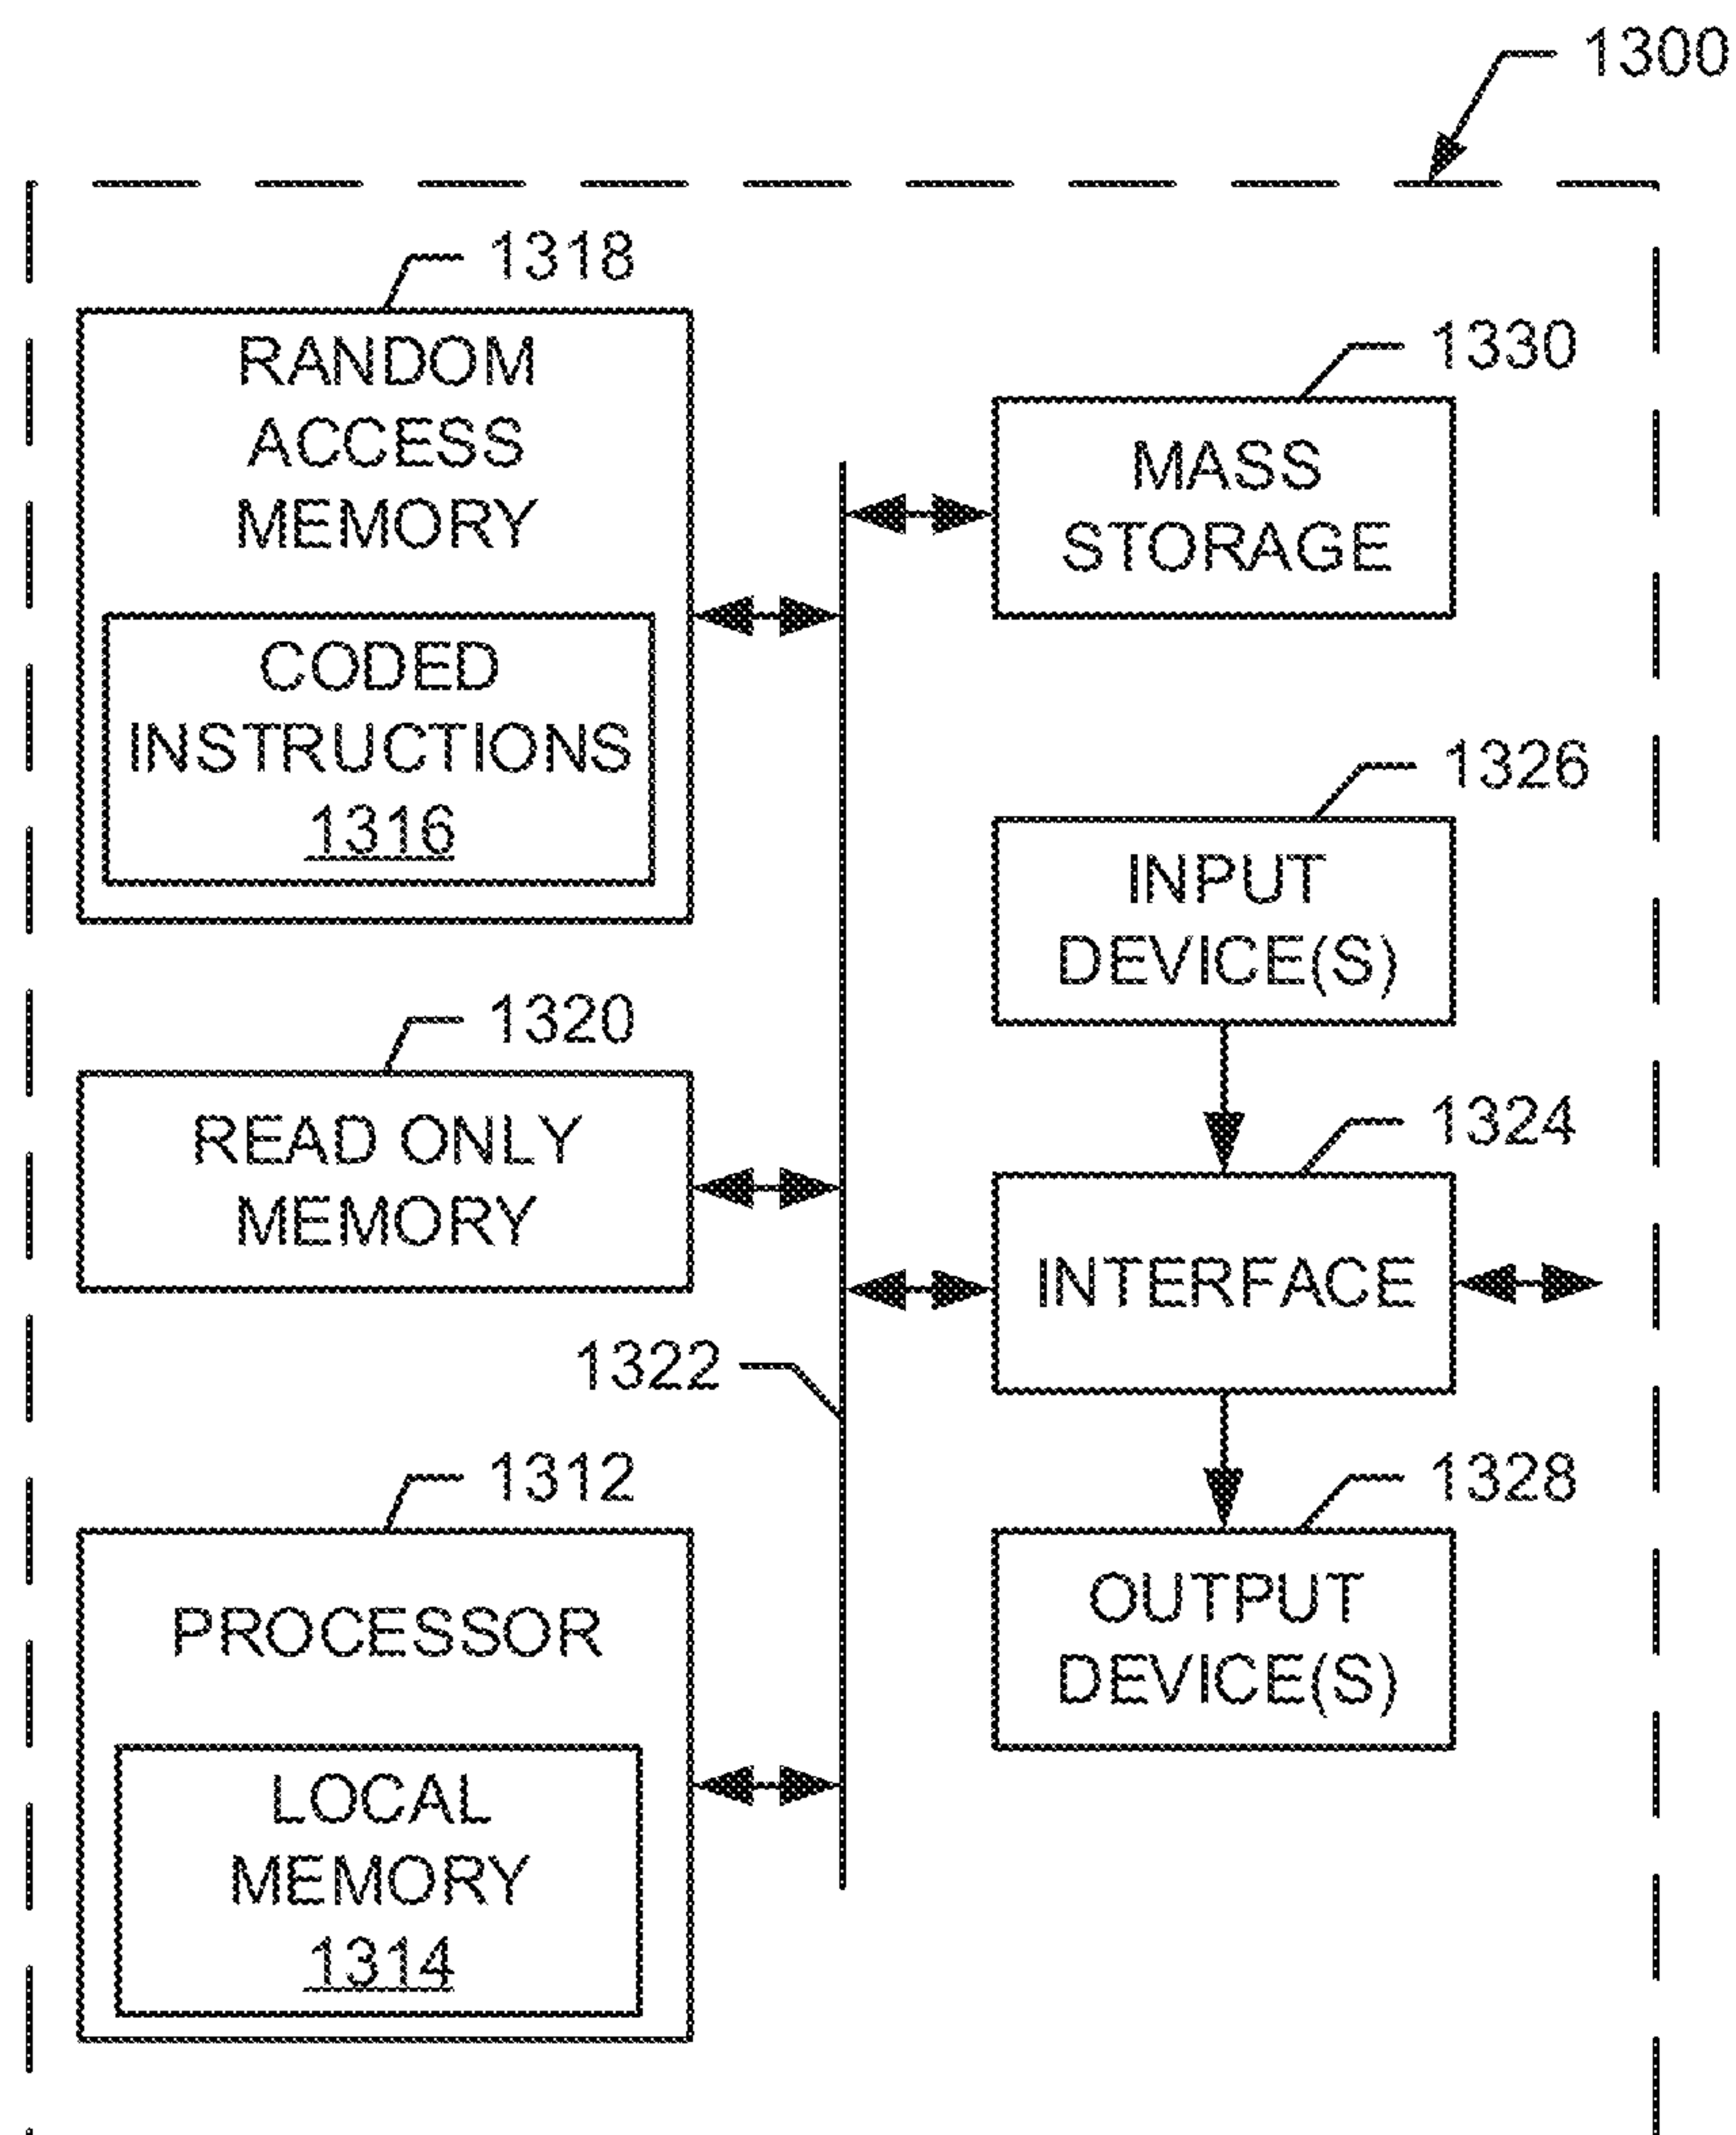 1300
1318
RANDOM
ACCESS
MEMORY
CODED
INSTRUCTIONS
1316
1330
MASS
STORAGE
1326
INPUT
DEVICE(S)
1320
READ ONLY
MEMORY
1324
INTERFACE
1322
1312
PROCESSOR
LOCAL
MEMORY
1314
1328
OUTPUT
DEVICE(S)